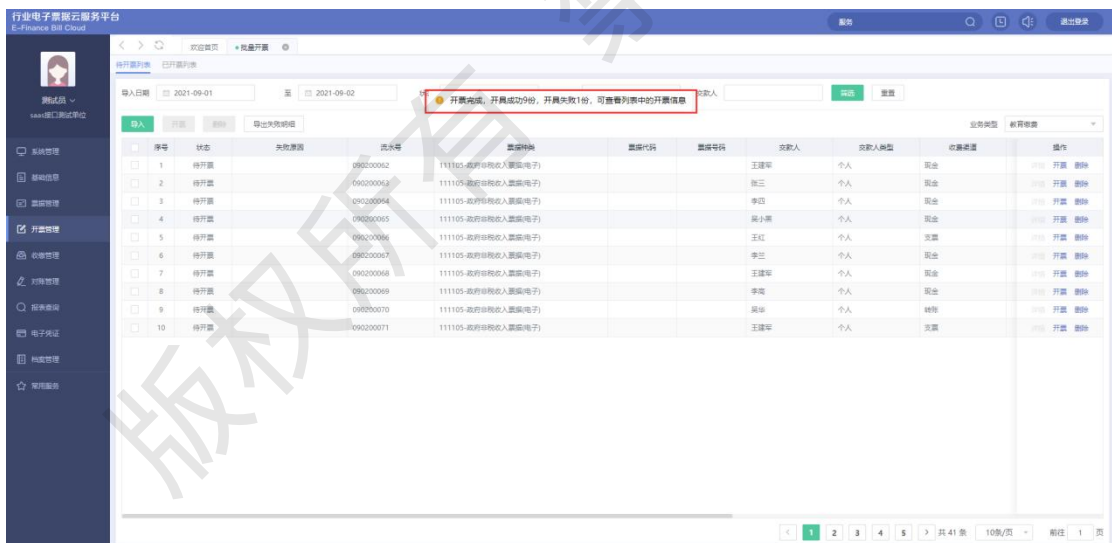 行业电子票据云服务平台
E-Finance Bill Cloud
服务
退出登录
欢迎首页
批量开票
待开票列表 已开票列表
测试员
saas接口测试单位
导入日期 2021-09-01 至 2021-09-02
开票完成，开具成功9份，开具失败1份，可查看列表中的开票信息
交款人
筛选 重置
导入 开票 删除 导出失败明细
业务类型 教育收费
系统管理
基础信息
票据管理
开票管理
收缴管理
对账管理
报表查询
电子凭证
档案管理
常用服务
序号 状态 失败原因 流水号 票据种类 票据代码 票据号码 交款人 交款人类型 收费渠道 操作
1 待开票 090200062 111105-政府非税收入票据(电子) 王建军 个人 现金 详细 开票 删除
2 待开票 090200063 111105-政府非税收入票据(电子) 张三 个人 现金 详细 开票 删除
3 待开票 090200064 111105-政府非税收入票据(电子) 李四 个人 现金 详细 开票 删除
4 待开票 090200065 111105-政府非税收入票据(电子) 吴小黑 个人 现金 详细 开票 删除
5 待开票 090200066 111105-政府非税收入票据(电子) 王红 个人 支票 详细 开票 删除
6 待开票 090200067 111105-政府非税收入票据(电子) 李三 个人 现金 详细 开票 删除
7 待开票 090200068 111105-政府非税收入票据(电子) 王建军 个人 现金 详细 开票 删除
8 待开票 090200069 111105-政府非税收入票据(电子) 个人 现金 详细 开票 删除
9 待开票 090200070 111105-政府非税收入票据(电子) 个人 转账 详细 开票 删除
10 待开票 090200071 111105-政府非税收入票据(电子) 王建军 个人 支票 详细 开票 删除
1 2 3 4 5 共 41 条 10条/页 前往 1 页
版权所有